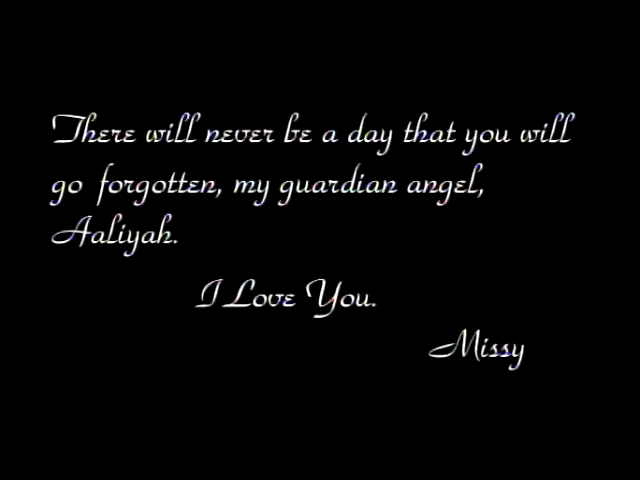 There will never be a day that you will
go forgotten, my guardian angel,
Aaliyah.
I Love You.
Missy